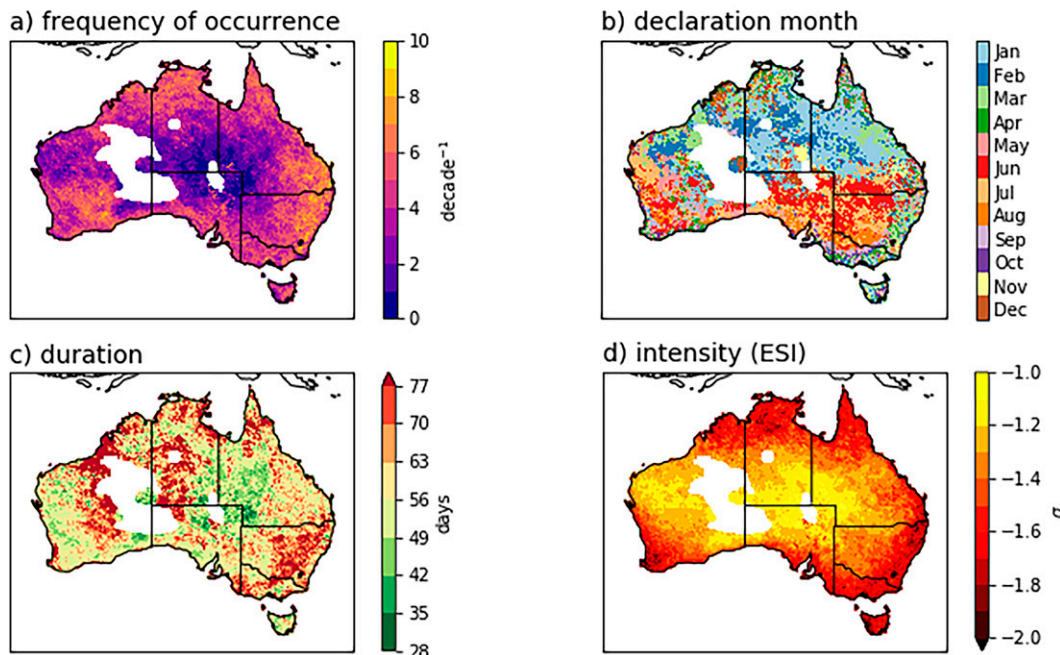 a) frequency of occurrence
10
8
6
4
2
0
decade⁻¹
b) declaration month
Jan
Feb
Mar
Apr
May
Jun
Jul
Aug
Sep
Oct
Nov
Dec
c) duration
77
70
63
56
49
42
35
28
days
d) intensity (ESI)
−1.0
−1.2
−1.4
−1.6
−1.8
−2.0
σ